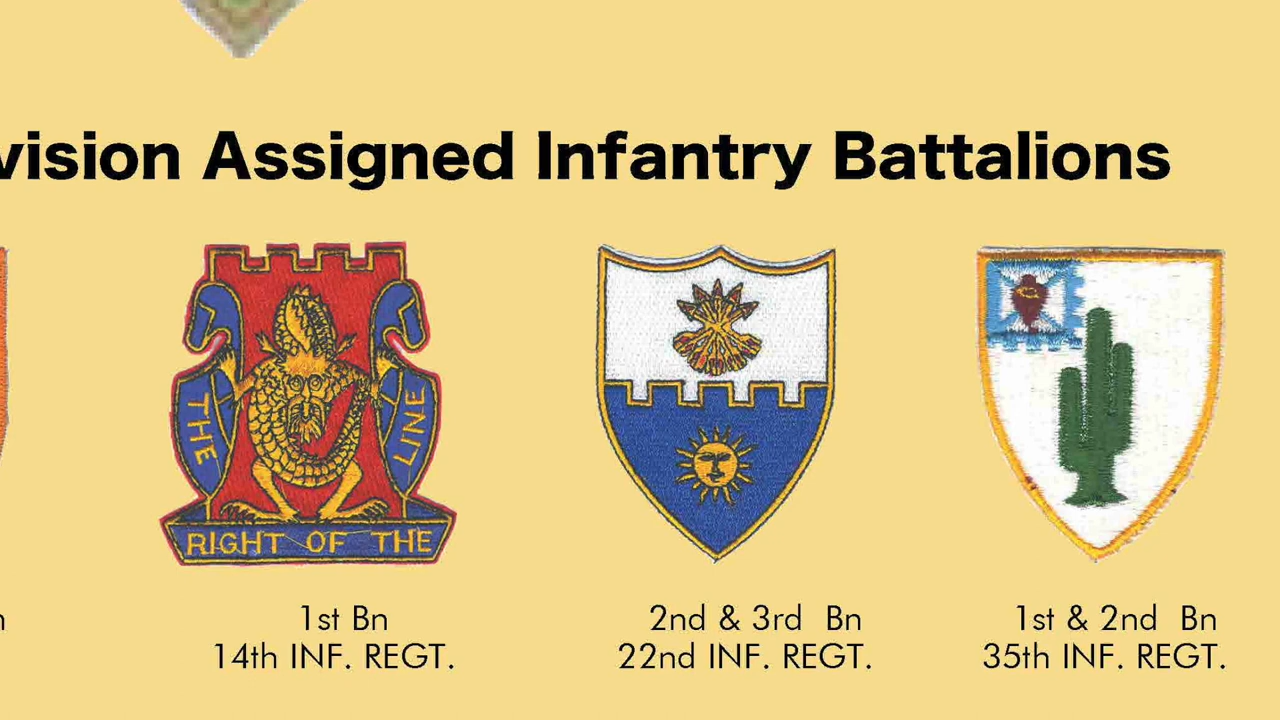 vision Assigned Infantry Battalions
THE
LINE
RIGHT OF THE
n
1st Bn
14th INF. REGT.
2nd & 3rd Bn
22nd INF. REGT.
1st & 2nd Bn
35th INF. REGT.